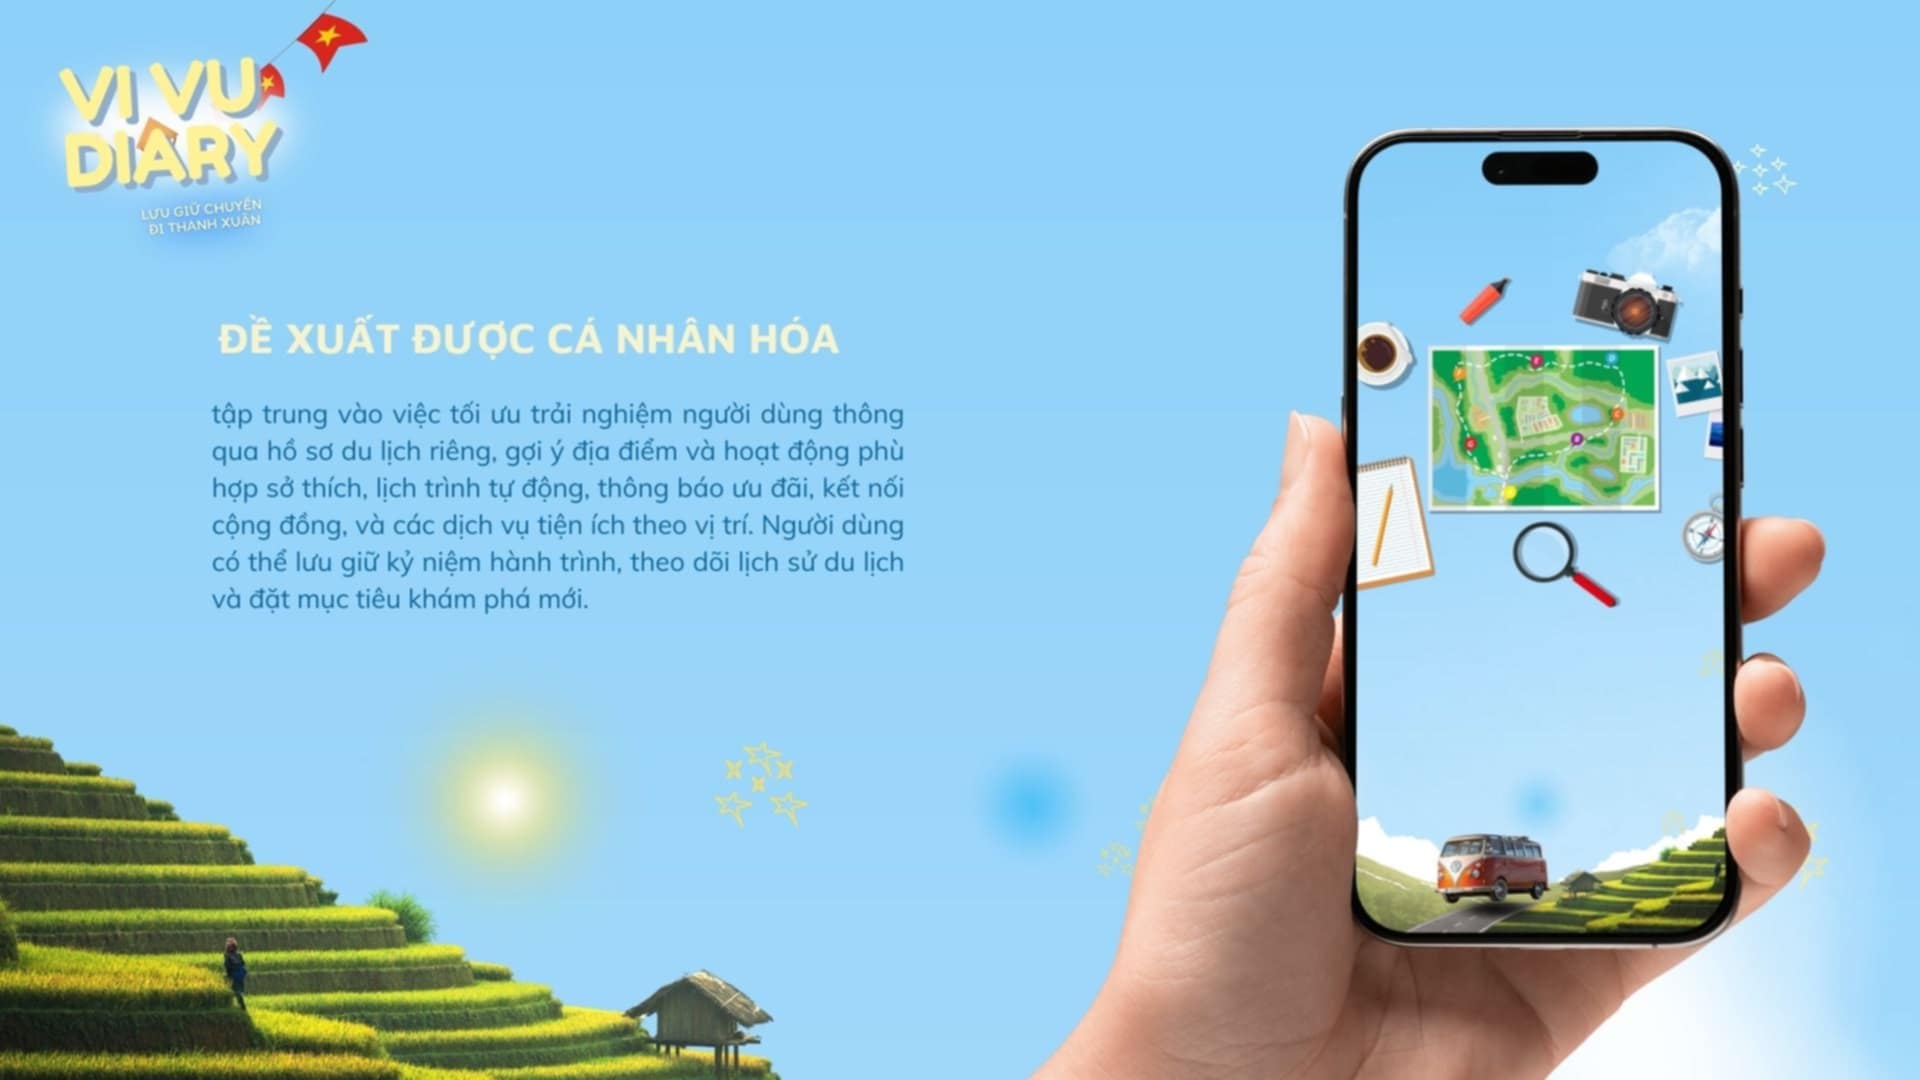 VI VU
DIARY
LƯU GIỮ CHUYẾN
ĐI THANH XUÂN
ĐỀ XUẤT ĐƯỢC CÁ NHÂN HÓA
tập trung vào việc tối ưu trải nghiệm người dùng thông
qua hồ sơ du lịch riêng, gợi ý địa điểm và hoạt động phù
hợp sở thích, lịch trình tự động, thông báo ưu đãi, kết nối
cộng đồng, và các dịch vụ tiện ích theo vị trí. Người dùng
có thể lưu giữ kỷ niệm hành trình, theo dõi lịch sử du lịch
và đặt mục tiêu khám phá mới.